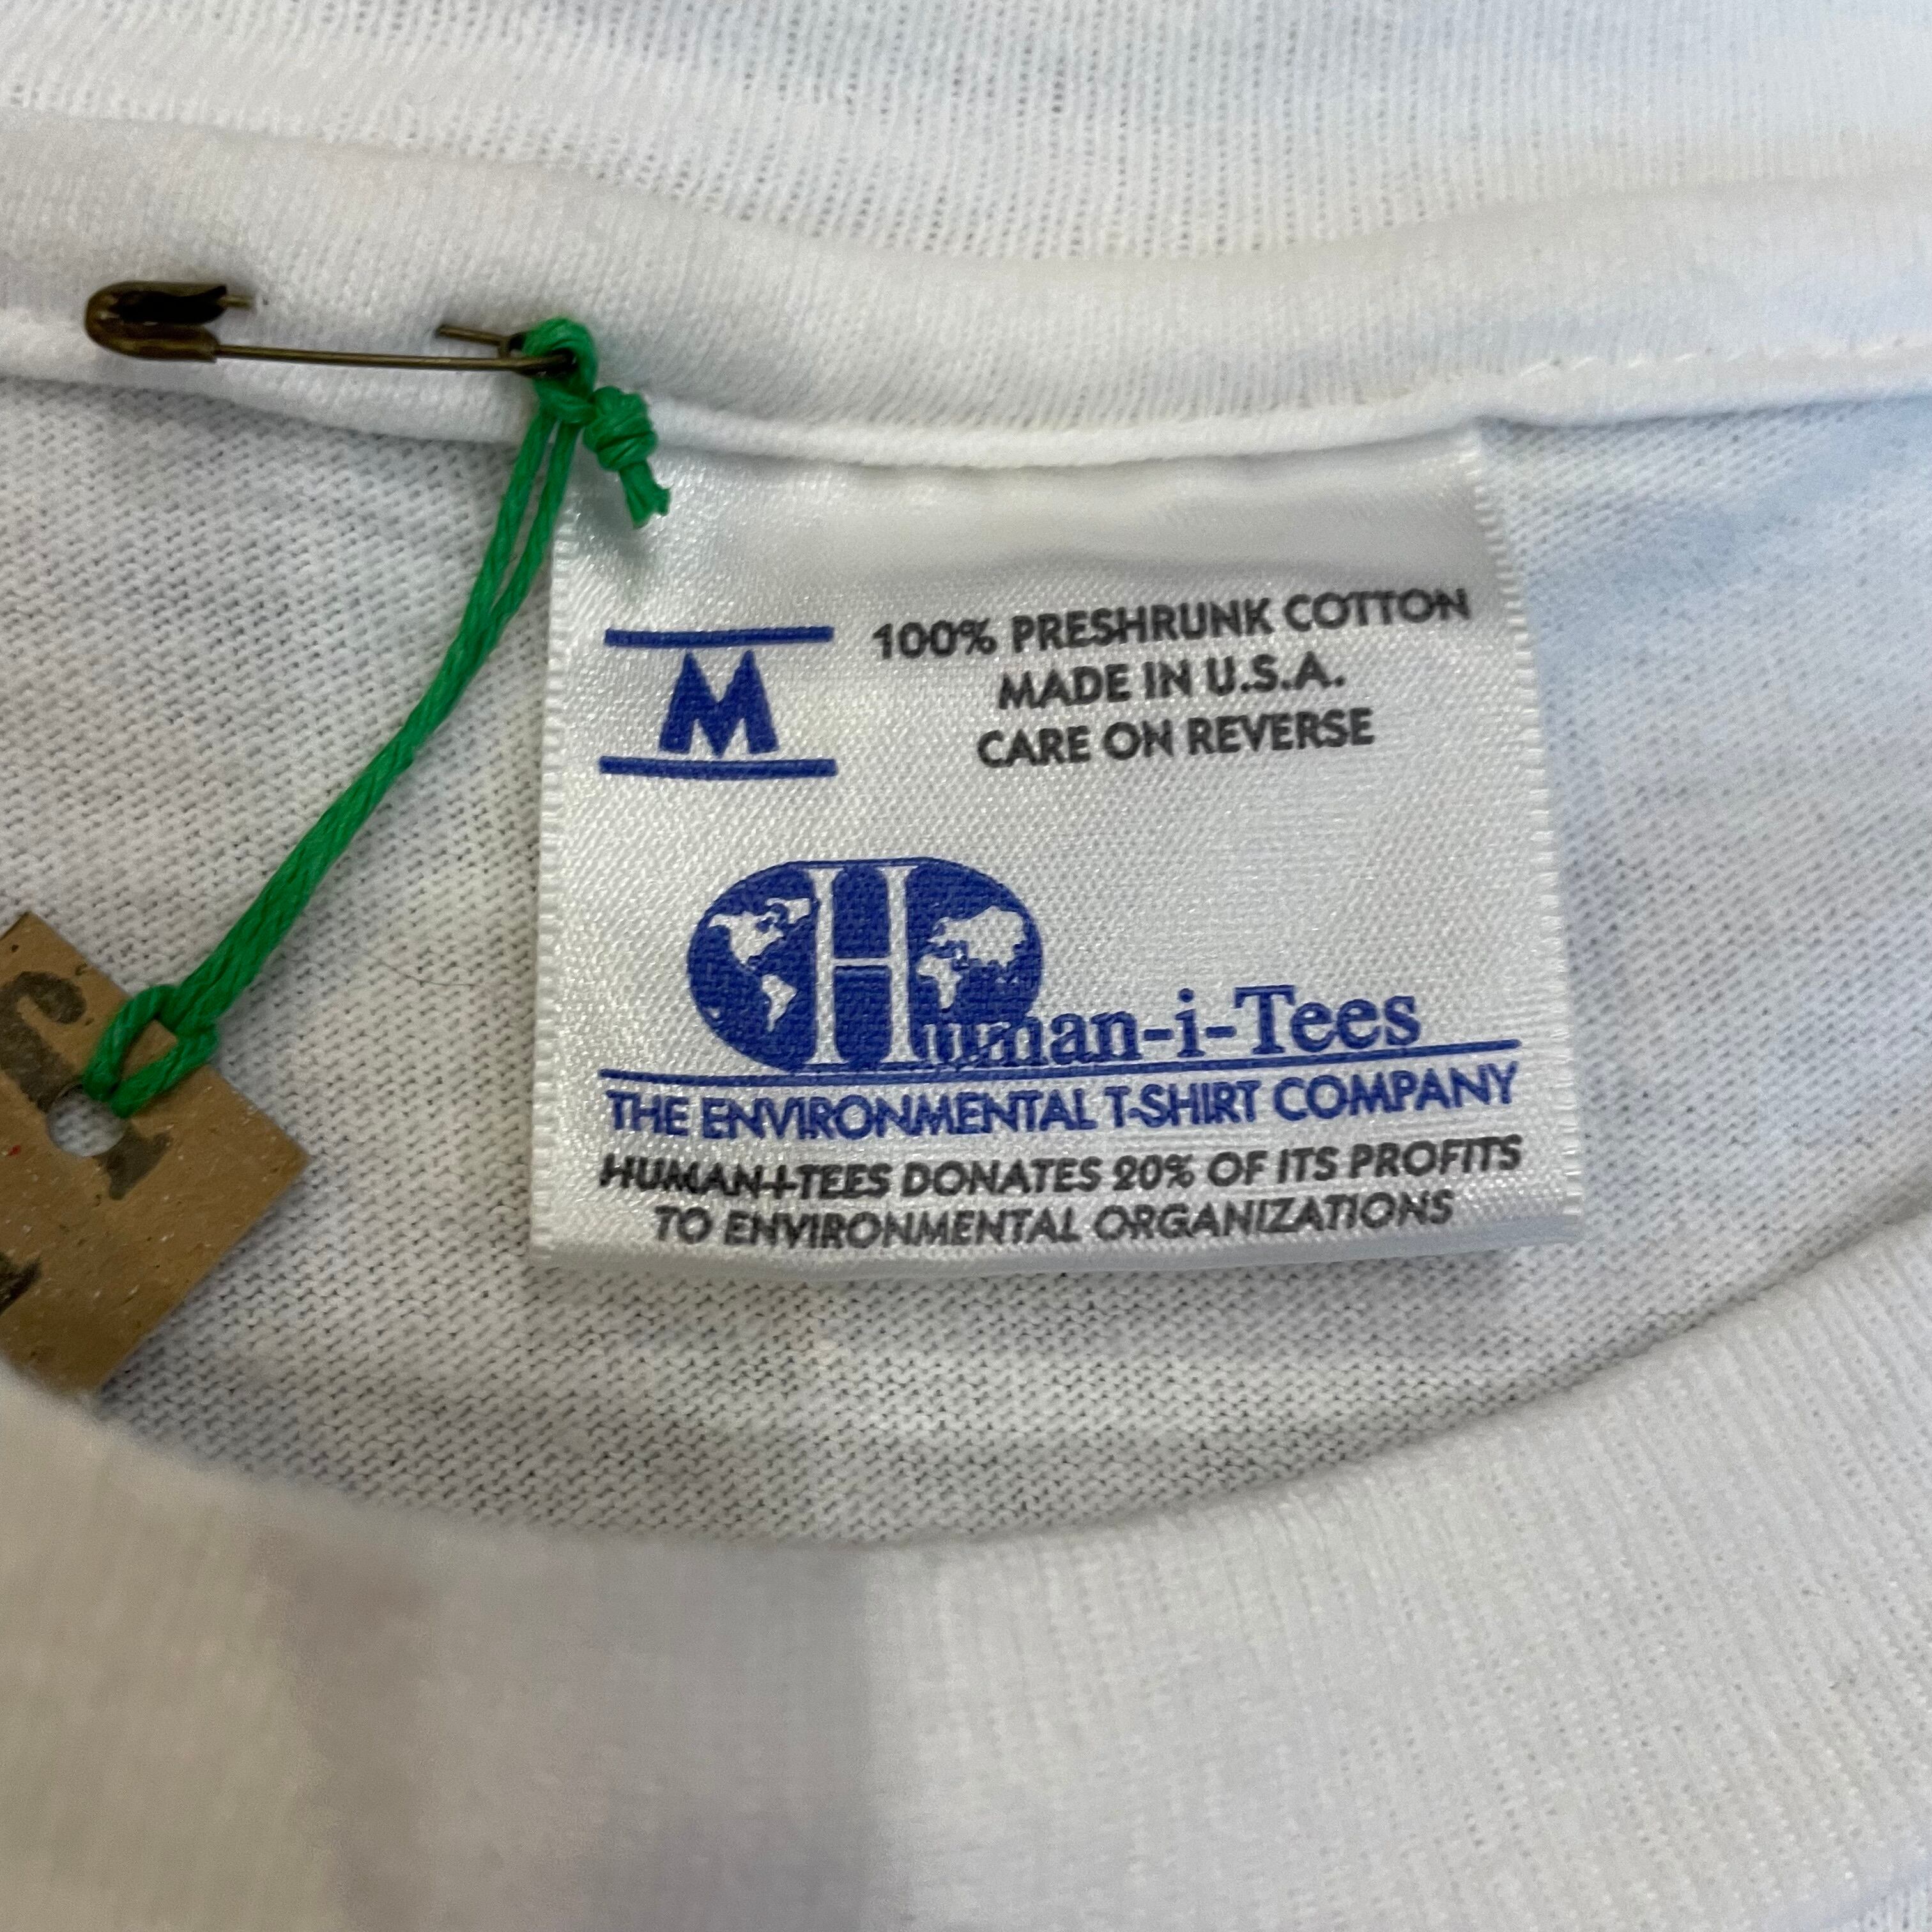 M
100% PRESHRUNK COTTON
MADE IN U.S.A.
CARE ON REVERSE
Human-i-Tees
THE ENVIRONMENTAL T-SHIRT COMPANY
HUMAN-I-TEES DONATES 20% OF ITS PROFITS
TO ENVIRONMENTAL ORGANIZATIONS